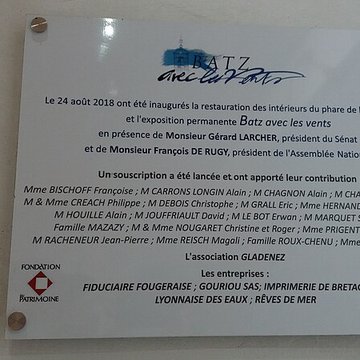 BATZ
avec les vents
Le 24 août 2018 ont été inaugurés la restauration des intérieurs du phare de l
et l'exposition permanente Batz avec les vents
en présence de Monsieur Gérard LARCHER, président du Sénat
et de Monsieur François DE RUGY, président de l'Assemblée Nation
Un souscription a été lancée et ont apporté leur contribution
Mme BISCHOFF Françoise ; M CARRONS LONGIN Alain ; M CHAGNON Alain ; M CHA
M & Mme CREACH Philippe ; M DEBOIS Christophe ; M GRALL Eric ; Mme HERNAND
M HOUILLE Alain ; M JOUFFRIAULT David ; M LE BOT Erwan ; M MARQUET S
Famille MAZAZY ; M & Mme NOUGARET Christine et Roger ; Mme PRIGENT
M RACHENEUR Jean-Pierre ; Mme REISCH Magali ; Famille ROUX-CHENU ; Mme
L'association GLADENEZ
Les entreprises :
FIDUCIAIRE FOUGERAISE ; GOURIOU SAS; IMPRIMERIE DE BRETAG
LYONNAISE DES EAUX ; RÊVES DE MER
FONDATION
DU
PATRIMOINE